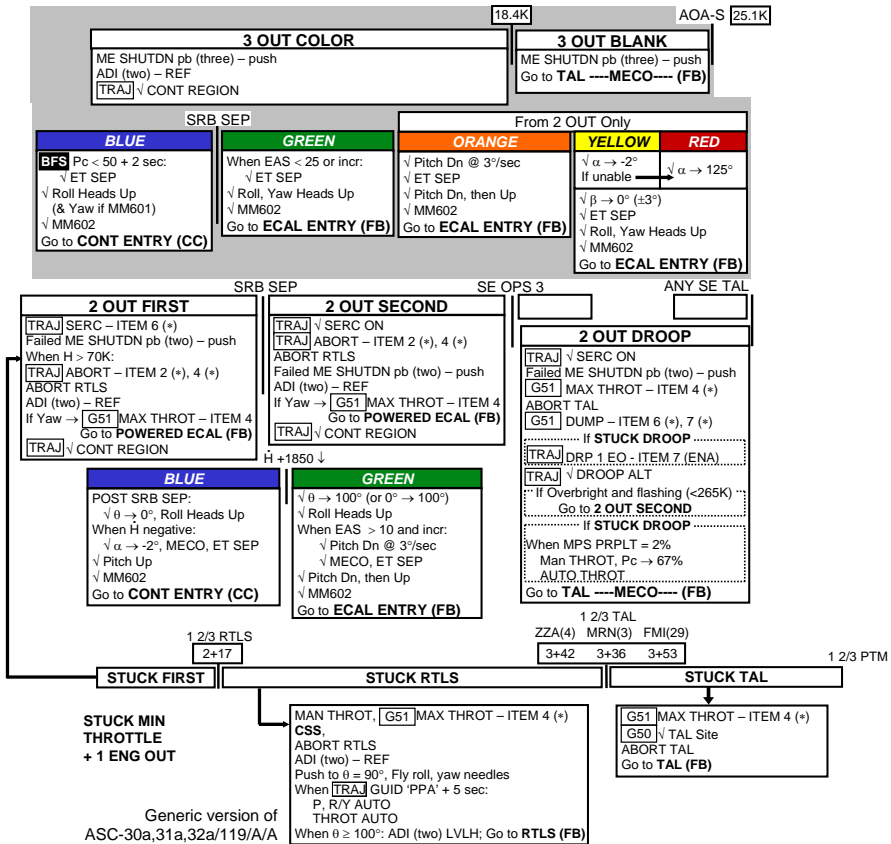 18.4K
AOA-S 25.1K
3 OUT COLOR
ME SHUTDN pb (three) – push
ADI (two) – REF
TRAJ √ CONT REGION
3 OUT BLANK
ME SHUTDN pb (three) – push
Go to TAL ----MECO---- (FB)
SRB SEP
BLUE
BFS Pc < 50 + 2 sec:
√ ET SEP
√ Roll Heads Up
(& Yaw if MM601)
√ MM602
Go to CONT ENTRY (CC)
GREEN
When EAS < 25 or incr:
√ ET SEP
√ Roll, Yaw Heads Up
√ MM602
Go to ECAL ENTRY (FB)
From 2 OUT Only
ORANGE
√ Pitch Dn @ 3°/sec
√ ET SEP
√ Pitch Dn, then Up
√ MM602
Go to ECAL ENTRY (FB)
YELLOW
√ α → -2°
If unable
RED
√ α → 125°
√ β → 0° (±3°)
√ ET SEP
√ Roll, Yaw Heads Up
√ MM602
Go to ECAL ENTRY (FB)
SRB SEP
SE OPS 3
ANY SE TAL
2 OUT FIRST
TRAJ SERC – ITEM 6 (*)
Failed ME SHUTDN pb (two) – push
When H > 70K:
TRAJ ABORT – ITEM 2 (*), 4 (*)
ABORT RTLS
ADI (two) – REF
If Yaw → G51 MAX THROT – ITEM 4
Go to POWERED ECAL (FB)
TRAJ √ CONT REGION
2 OUT SECOND
TRAJ √ SERC ON
TRAJ ABORT – ITEM 2 (*), 4 (*)
ABORT RTLS
Failed ME SHUTDN pb (two) – push
ADI (two) – REF
If Yaw → G51 MAX THROT – ITEM 4
Go to POWERED ECAL (FB)
TRAJ √ CONT REGION
2 OUT DROOP
TRAJ √ SERC ON
Failed ME SHUTDN pb (two) – push
G51 MAX THROT – ITEM 4 (*)
ABORT TAL
G51 DUMP – ITEM 6 (*), 7 (*)
If STUCK DROOP
TRAJ DRP 1 EO - ITEM 7 (ENA)
TRAJ √ DROOP ALT
If Overbright and flashing (<265K)
Go to 2 OUT SECOND
If STUCK DROOP
When MPS PRPLT = 2%
Man THROT, Pc → 67%
AUTO THROT
Go to TAL ----MECO---- (FB)
Ḣ +1850 ↓
BLUE
POST SRB SEP:
√ θ → 0°, Roll Heads Up
When Ḣ negative:
√ α → -2°, MECO, ET SEP
√ Pitch Up
√ MM602
Go to CONT ENTRY (CC)
GREEN
√ θ → 100° (or 0° → 100°)
√ Roll Heads Up
When EAS > 10 and incr:
√ Pitch Dn @ 3°/sec
√ MECO, ET SEP
√ Pitch Dn, then Up
√ MM602
Go to ECAL ENTRY (FB)
1 2/3 RTLS
2+17
1 2/3 TAL
ZZA(4) MRN(3) FMI(29)
3+42 3+36 3+53
1 2/3 PTM
STUCK FIRST
STUCK RTLS
STUCK TAL
STUCK MIN
THROTTLE
+ 1 ENG OUT
MAN THROT, G51 MAX THROT – ITEM 4 (*)
CSS,
ABORT RTLS
ADI (two) – REF
Push to θ = 90°, Fly roll, yaw needles
When TRAJ GUID 'PPA' + 5 sec:
P, R/Y AUTO
THROT AUTO
When θ ≥ 100°: ADI (two) LVLH; Go to RTLS (FB)
G51 MAX THROT – ITEM 4 (*)
G50 √ TAL Site
ABORT TAL
Go to TAL (FB)
Generic version of
ASC-30a,31a,32a/119/A/A